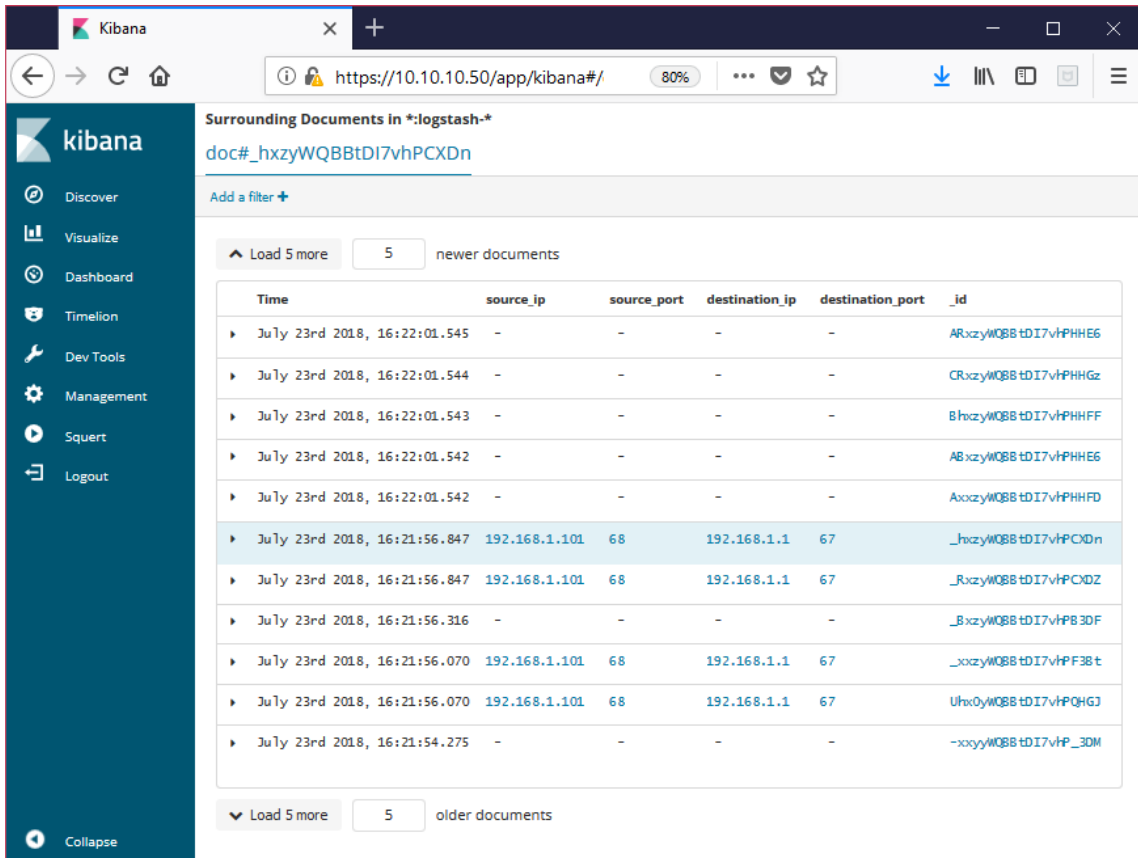 Kibana
https://10.10.10.50/app/kibana#/
80%
kibana
Discover
Visualize
Dashboard
Timelion
Dev Tools
Management
Squert
Logout
Collapse
Surrounding Documents in *:logstash-*
doc#_hxzyWQBBtDI7vhPCXDn
Add a filter +
Load 5 more 5 newer documents
Time source_ip source_port destination_ip destination_port _id
July 23rd 2018, 16:22:01.545 - - - - ARxzyWQBBtDI7vhPHHE6
July 23rd 2018, 16:22:01.544 - - - - CRxzyWQBBtDI7vhPHHGz
July 23rd 2018, 16:22:01.543 - - - - BhxzyWQBBtDI7vhPHHFF
July 23rd 2018, 16:22:01.542 - - - - ABxzyWQBBtDI7vhPHHE6
July 23rd 2018, 16:22:01.542 - - - - AxxzyWQBBtDI7vhPHHFD
July 23rd 2018, 16:21:56.847 192.168.1.101 68 192.168.1.1 67 _hxzyWQBBtDI7vhPCXDn
July 23rd 2018, 16:21:56.847 192.168.1.101 68 192.168.1.1 67 _RxzyWQBBtDI7vhPCXDZ
July 23rd 2018, 16:21:56.316 - - - - _BxzyWQBBtDI7vhPB3DF
July 23rd 2018, 16:21:56.070 192.168.1.101 68 192.168.1.1 67 _xxzyWQBBtDI7vhPF3Bt
July 23rd 2018, 16:21:56.070 192.168.1.101 68 192.168.1.1 67 Uhx0yWQBBtDI7vhPQHGJ
July 23rd 2018, 16:21:54.275 - - - - -xxyyWQBBtDI7vhP_3DM
Load 5 more 5 older documents